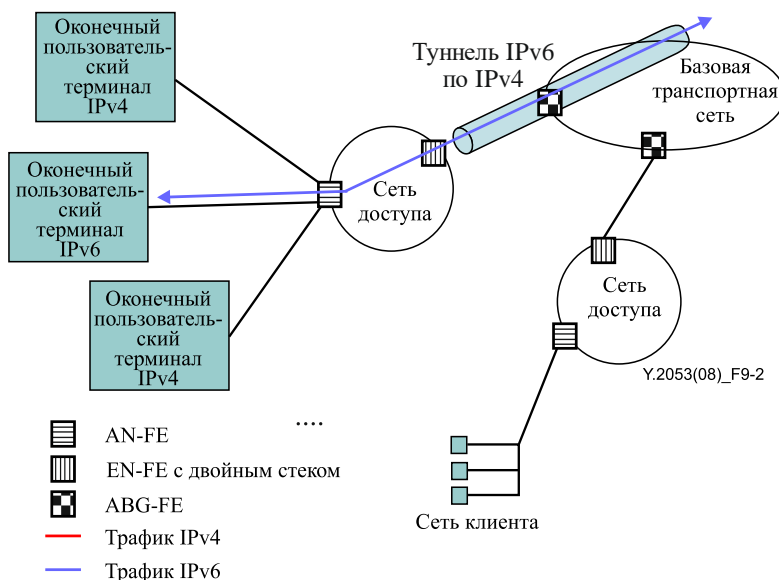 Оконечный
пользователь-
ский
терминал
IPv4
Туннель IPv6
по IPv4
Базовая
транспортная
сеть
Оконечный
пользователь-
ский
терминал
IPv6
Сеть
доступа
Оконечный
пользователь-
ский
терминал
IPv4
Сеть
доступа
Y.2053(08)_F9-2
....
AN-FE
EN-FE с двойным стеком
ABG-FE
Сеть клиента
Трафик IPv4
Трафик IPv6